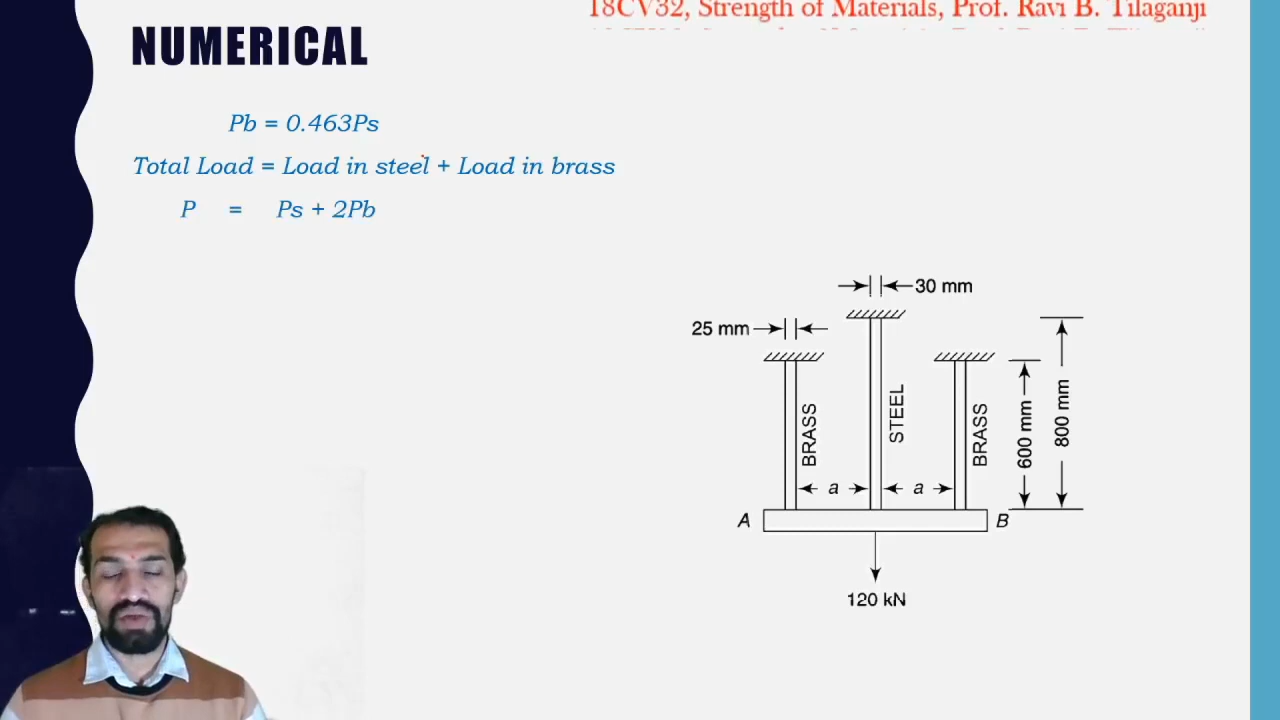 18CV32, Strength of Materials, Prof. Ravi B. Tilaganji
NUMERICAL
Pb = 0.463Ps
Total Load = Load in steel + Load in brass
P = Ps + 2Pb
30 mm
25 mm
BRASS
STEEL
BRASS
600 mm
800 mm
a
a
A
B
120 kN